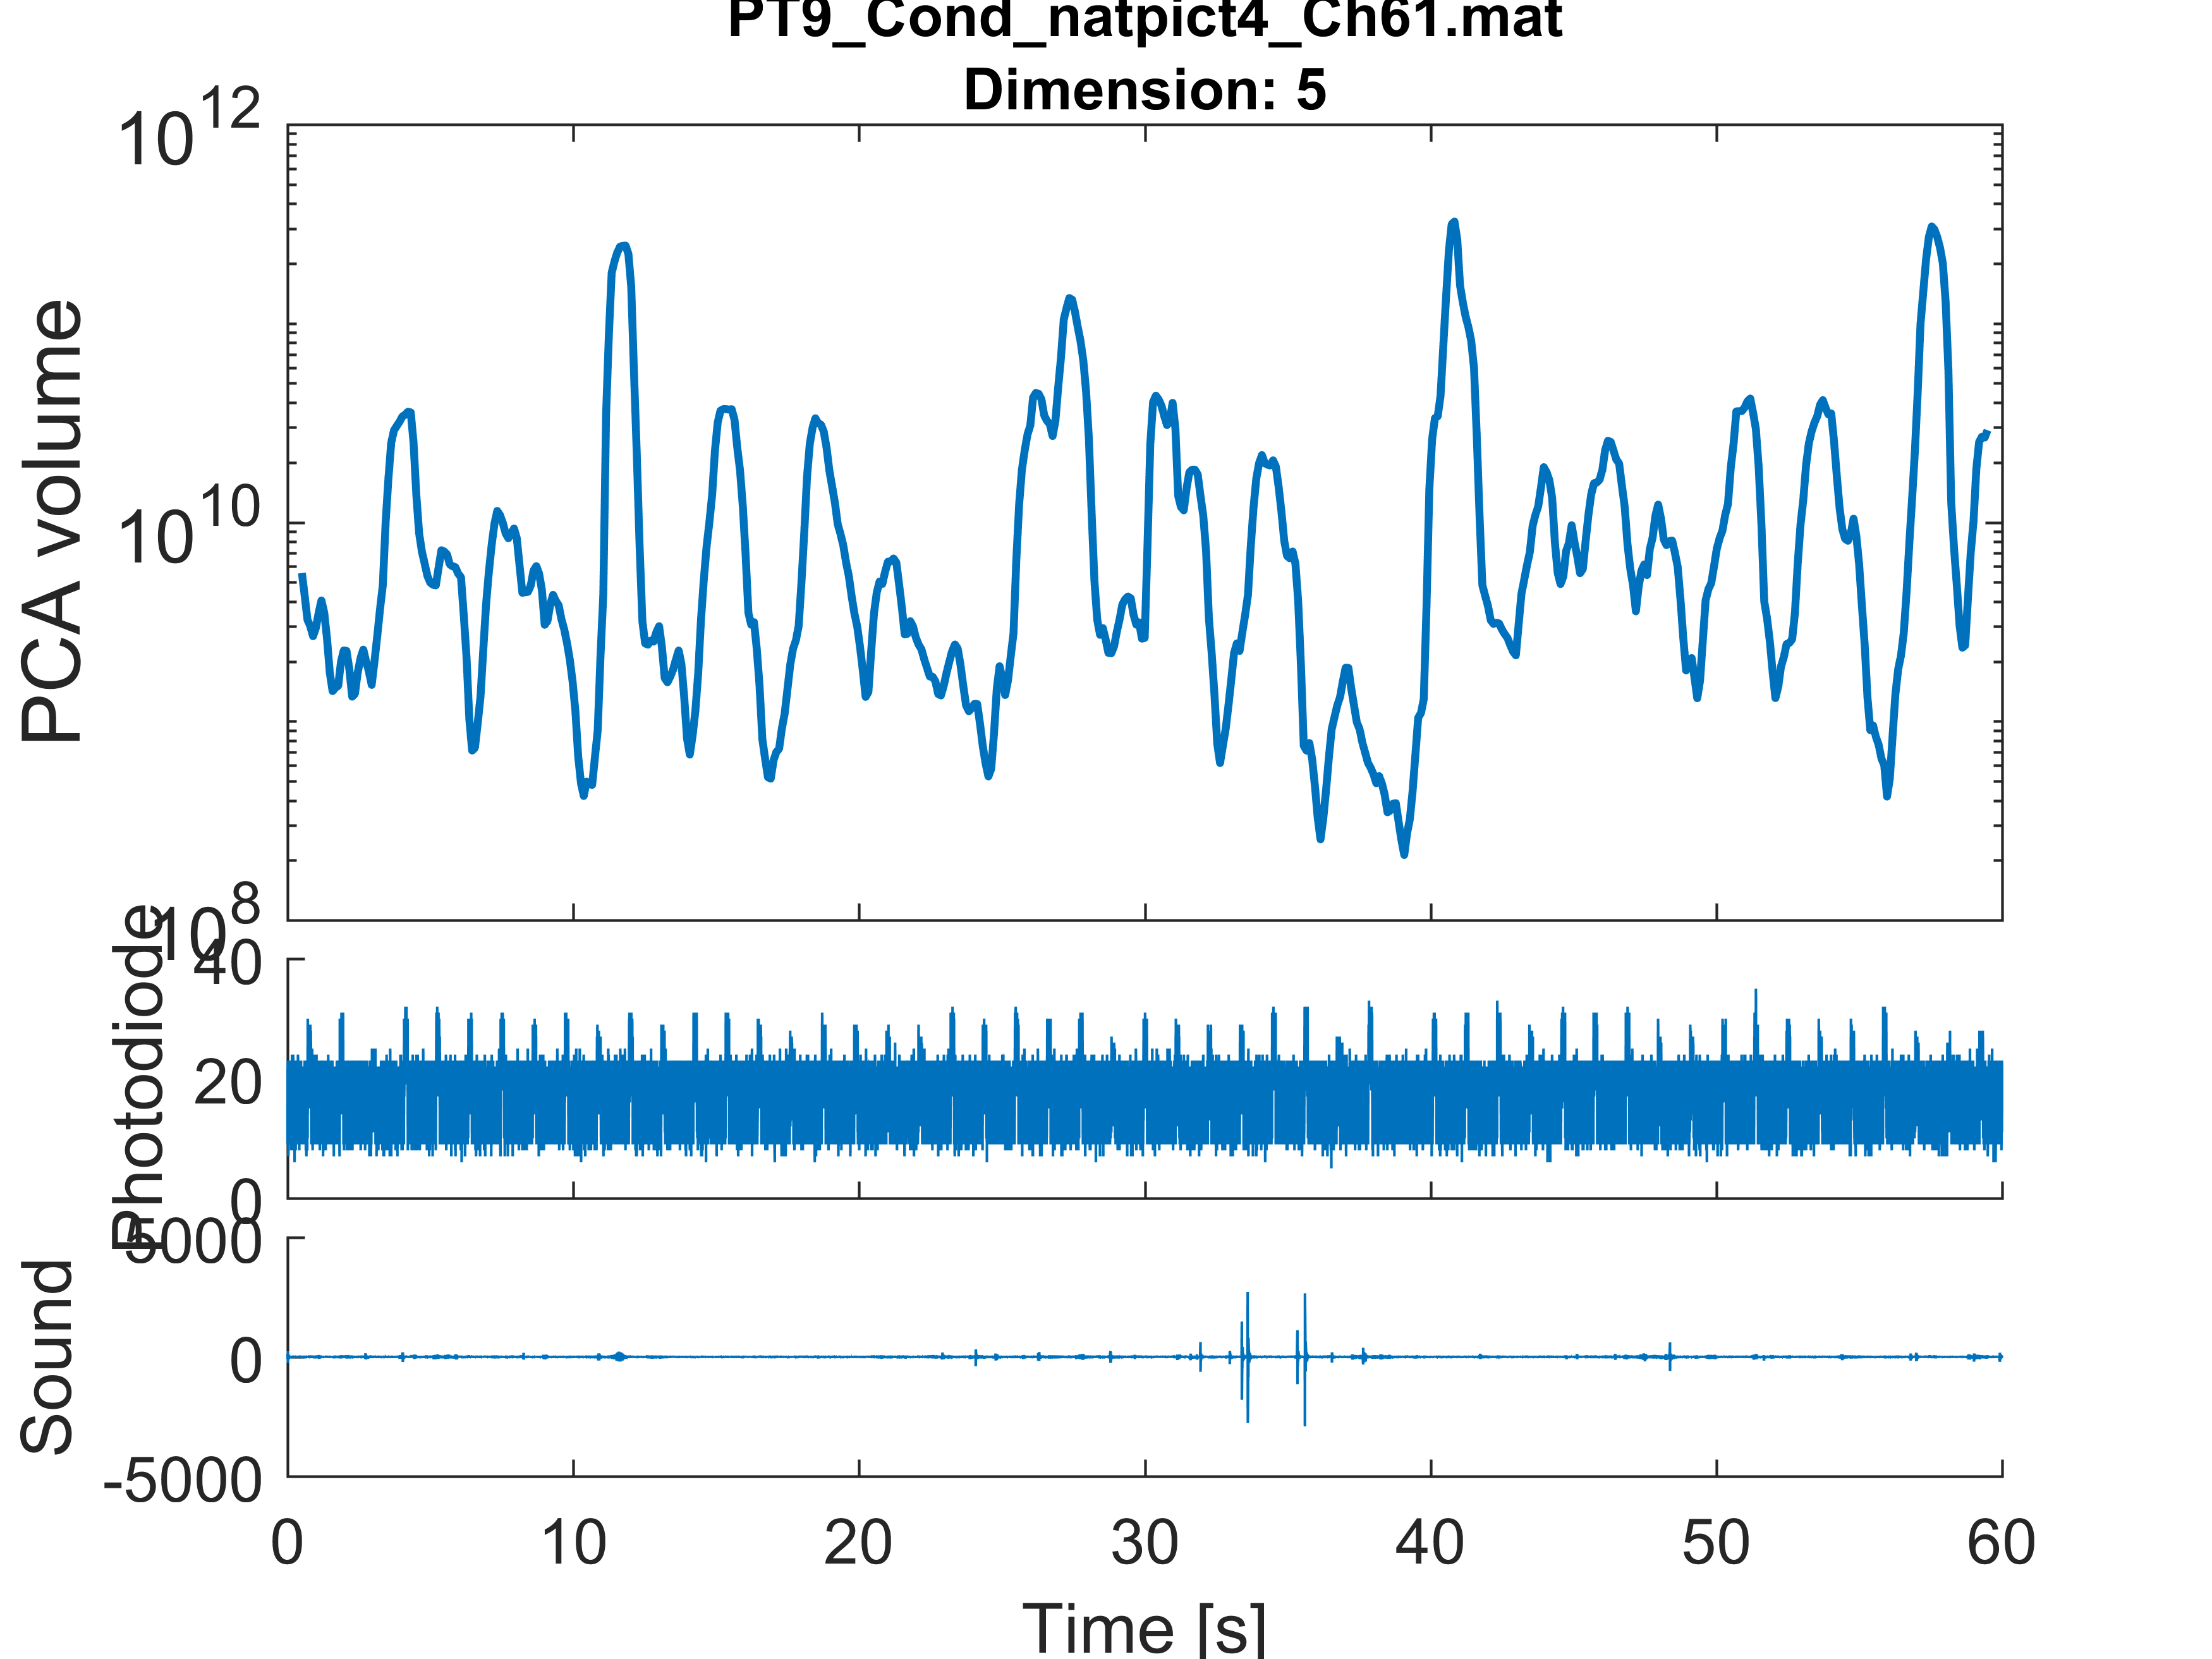 PT9_Cond_natpict4_Ch61.mat
Dimension: 5
PCA volume
10^12
10^10
10^8
Photodiode
40
20
0
Sound
5000
0
-5000
0 10 20 30 40 50 60
Time [s]